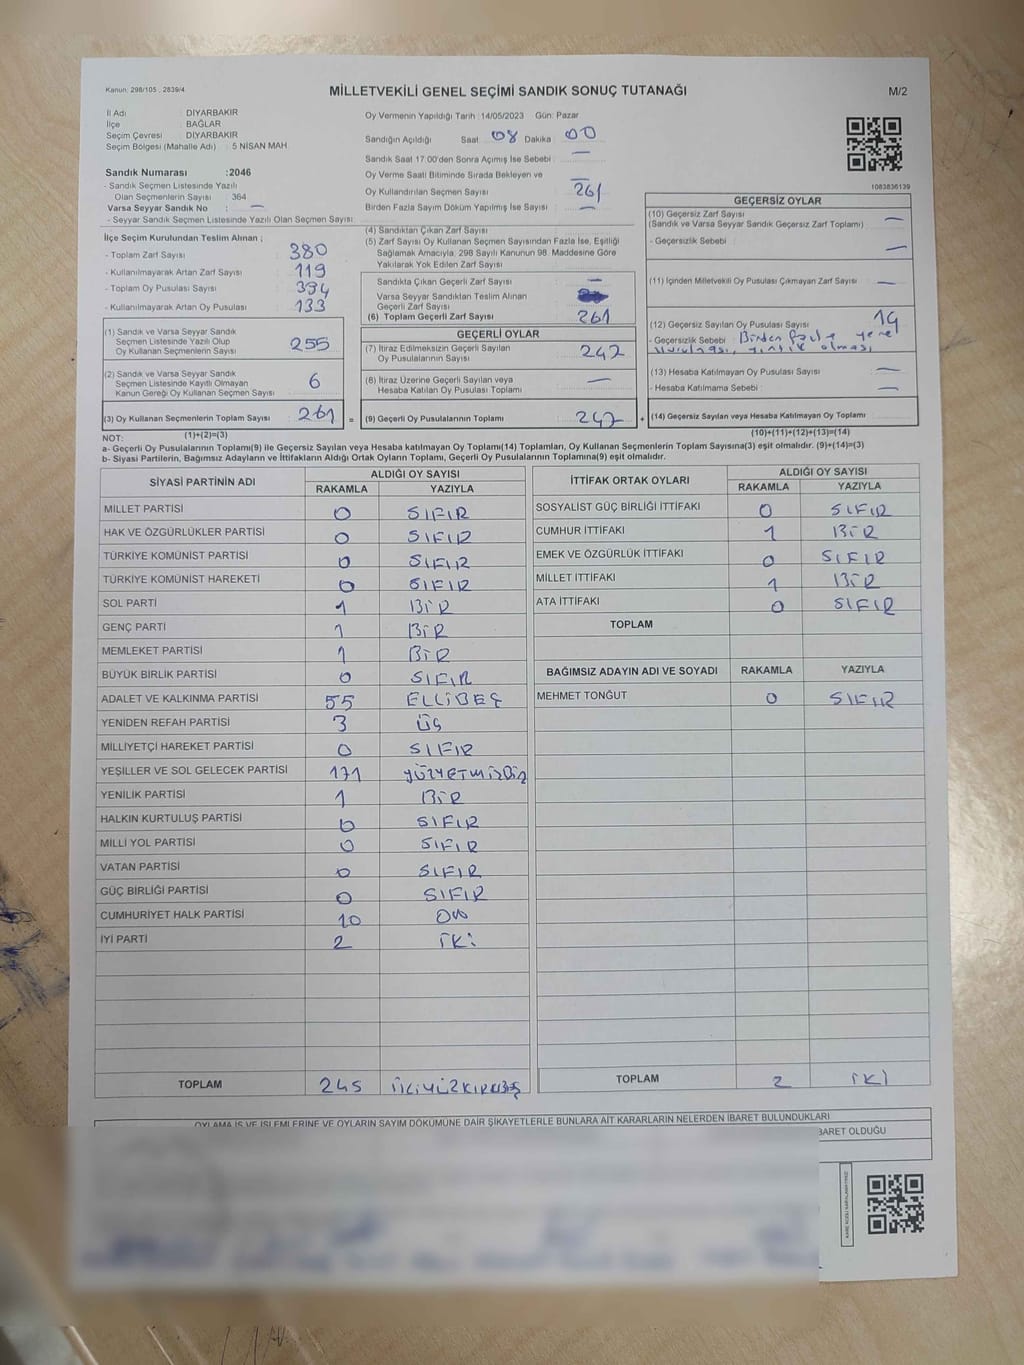 Kanun: 298/105 , 2839/4
MİLLETVEKİLİ GENEL SEÇİMİ SANDIK SONUÇ TUTANAĞI
M/2
İl Adı : DİYARBAKIR
İlçe : BAĞLAR
Seçim Çevresi : DİYARBAKIR
Seçim Bölgesi (Mahalle Adı) : 5 NİSAN MAH.
Sandık Numarası :2046
- Sandık Seçmen Listesinde Yazılı
Olan Seçmenlerin Sayısı : 364
Varsa Seyyar Sandık No : —
- Seyyar Sandık Seçmen Listesinde Yazılı Olan Seçmen Sayısı
Oy Vermenin Yapıldığı Tarih :14/05/2023 Gün: Pazar
Sandığın Açıldığı Saat 08 Dakika 00
Sandık Saat 17:00'den Sonra Açılmış İse Sebebi : —
Oy Verme Saati Bitiminde Sırada Bekleyen ve : —
Oy Kullandırılan Seçmen Sayısı 261
Birden Fazla Sayım Döküm Yapılmış İse Sayısı : —
1083836139
İlçe Seçim Kurulundan Teslim Alınan ;
- Toplam Zarf Sayısı : 380
- Kullanılmayarak Artan Zarf Sayısı : 119
- Toplam Oy Pusulası Sayısı : 394
- Kullanılmayarak Artan Oy Pusulası : 133
(1) Sandık ve Varsa Seyyar Sandık
Seçmen Listesinde Yazılı Olup
Oy Kullanan Seçmenlerin Sayısı 255
(2) Sandık ve Varsa Seyyar Sandık
Seçmen Listesinde Kayıtlı Olmayan
Kanun Gereği Oy Kullanan Seçmen Sayısı 6
(3) Oy Kullanan Seçmenlerin Toplam Sayısı 261 =
(1)+(2)=(3)
(4) Sandıktan Çıkan Zarf Sayısı :
(5) Zarf Sayısı Oy Kullanan Seçmen Sayısından Fazla İse, Eşitliği
Sağlamak Amacıyla, 298 Sayılı Kanunun 98. Maddesine Göre
Yakılarak Yok Edilen Zarf Sayısı
Sandıkta Çıkan Geçerli Zarf Sayısı —
Varsa Seyyar Sandıktan Teslim Alınan
Geçerli Zarf Sayısı
(6) Toplam Geçerli Zarf Sayısı 261
GEÇERLİ OYLAR
(7) İtiraz Edilmeksizin Geçerli Sayılan
Oy Pusulasının Sayısı 247
(8) İtiraz Üzerine Geçerli Sayılan veya
Hesaba Katılan Oy Pusulası Toplamı —
(9) Geçerli Oy Pusulalarının Toplamı 247 +
GEÇERSİZ OYLAR
(10) Geçersiz Zarf Sayısı
(Sandık ve Varsa Seyyar Sandık Geçersiz Zarf Toplamı) —
- Geçersizlik Sebebi : —
(11) İçinden Milletvekili Oy Pusulası Çıkmayan Zarf Sayısı : —
(12) Geçersiz Sayılan Oy Pusulası Sayısı : 14
- Geçersizlik Sebebi : Birden fazla yere
olması
(13) Hesaba Katılmayan Oy Pusulası Sayısı : —
- Hesaba Katılmama Sebebi : —
(14) Geçersiz Sayılan veya Hesaba Katılmayan Oy Pusulası Toplamı
(10)+(11)+(12)+(13)=(14)
NOT:
a- Geçerli Oy Pusulalarının Toplamı(9) ile Geçersiz Sayılan veya Hesaba katılmayan Oy Toplamı(14) Toplamları, Oy Kullanan Seçmenlerin Toplam Sayısına(3) eşit olmalıdır. (9)+(14)=(3)
b- Siyasi Partilerin, Bağımsız Adayların ve İttifakların Aldığı Ortak Oyların Toplamı, Geçerli Oy Pusulalarının Toplamına(9) eşit olmalıdır.
SİYASİ PARTİNİN ADI
ALDIĞI OY SAYISI
RAKAMLA YAZIYLA
MİLLET PARTİSİ 0 SIFIR
HAK VE ÖZGÜRLÜKLER PARTİSİ 0 SIFIR
TÜRKİYE KOMÜNİST PARTİSİ 0 SIFIR
TÜRKİYE KOMÜNİST HAREKETİ 0 SIFIR
SOL PARTİ 1 BİR
GENÇ PARTİ 1 BİR
MEMLEKET PARTİSİ 1 BİR
BÜYÜK BİRLİK PARTİSİ 0 SIFIR
ADALET VE KALKINMA PARTİSİ 55 ELLİBEŞ
YENİDEN REFAH PARTİSİ 3 ÜÇ
MİLLİYETÇİ HAREKET PARTİSİ 0 SIFIR
YEŞİLLER VE SOL GELECEK PARTİSİ 171 YÜZYETMİŞBİR
YENİLİK PARTİSİ 1 BİR
HALKIN KURTULUŞ PARTİSİ 0 SIFIR
MİLLİ YOL PARTİSİ 0 SIFIR
VATAN PARTİSİ 0 SIFIR
GÜÇ BİRLİĞİ PARTİSİ 0 SIFIR
CUMHURİYET HALK PARTİSİ 10 ON
İYİ PARTİ 2 İKİ
TOPLAM 245 İKİYÜZKIRKBEŞ
İTTİFAK ORTAK OYLARI
ALDIĞI OY SAYISI
RAKAMLA YAZIYLA
SOSYALİST GÜÇ BİRLİĞİ İTTİFAKI 0 SIFIR
CUMHUR İTTİFAKI 1 BİR
EMEK VE ÖZGÜRLÜK İTTİFAKI 0 SIFIR
MİLLET İTTİFAKI 1 BİR
ATA İTTİFAKI 0 SIFIR
TOPLAM
BAĞIMSIZ ADAYIN ADI VE SOYADI RAKAMLA YAZIYLA
MEHMET TONĞUT 0 SIFIR
TOPLAM 2 İKİ
OYLAMA İŞ VE İŞLEMLERİNE VE OYLARIN SAYIM DÖKÜMÜNE DAİR ŞİKAYETLERLE BUNLARA AİT KARARLARIN NELERDEN İBARET BULUNDUKLARI
BARET OLDUĞU